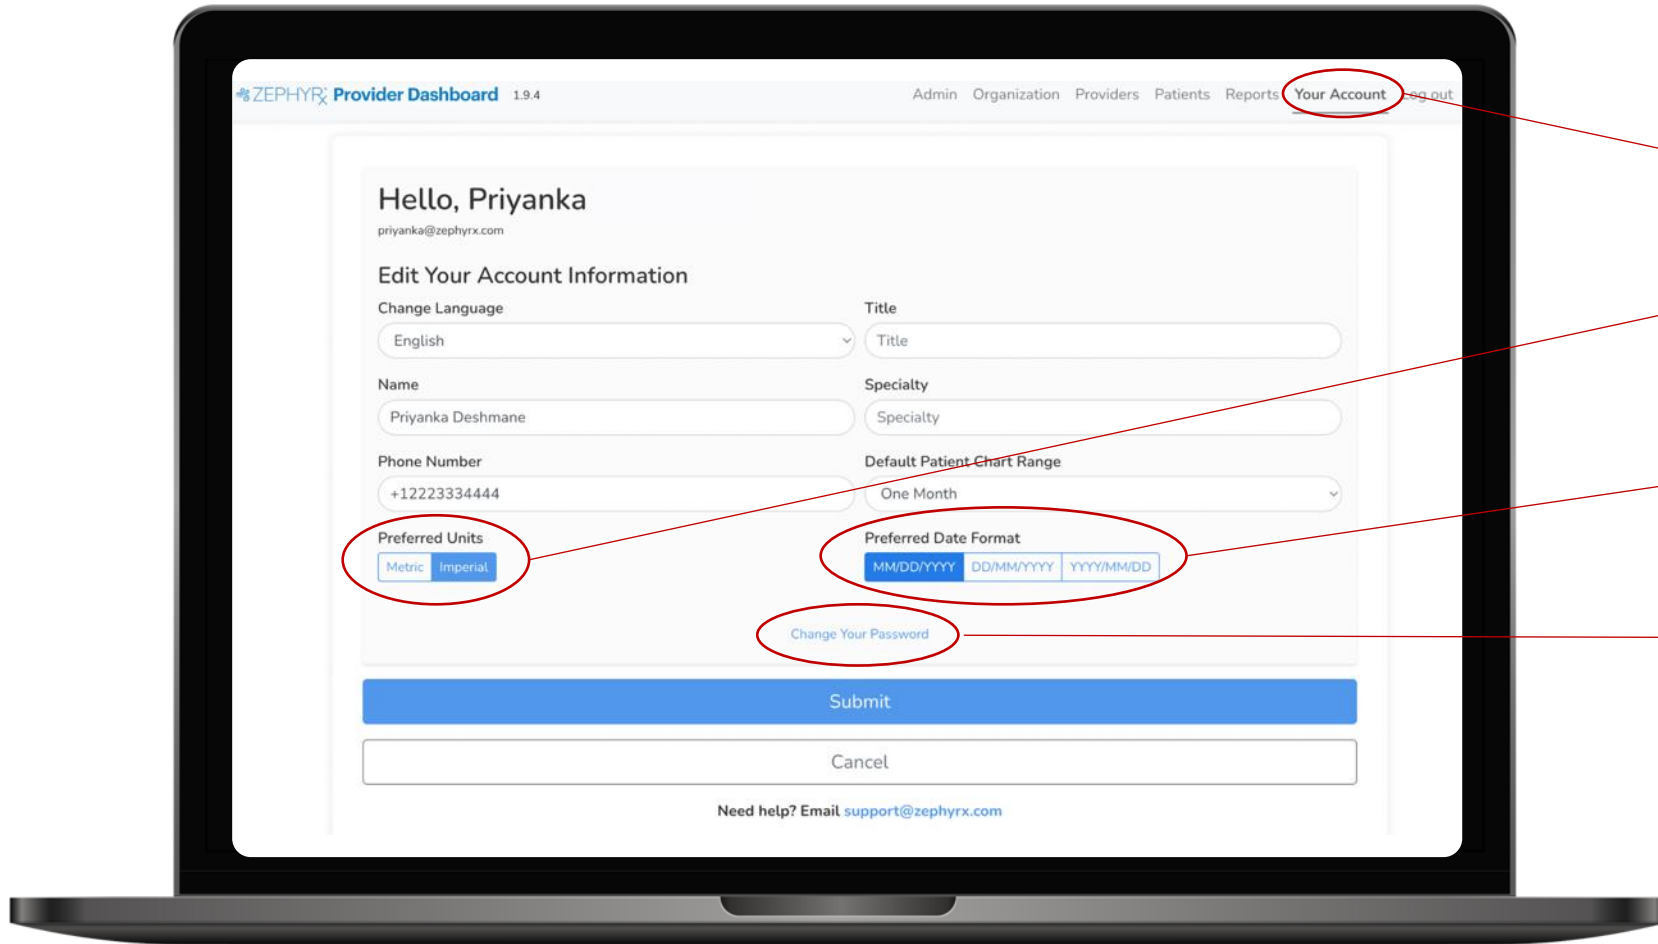 ZEPHYRx Provider Dashboard 1.9.4
Admin Organization Providers Patients Reports Your Account Log out
Hello, Priyanka
priyanka@zephyrx.com
Edit Your Account Information
Change Language Title
English Title
Name Specialty
Priyanka Deshmane Specialty
Phone Number Default Patient Chart Range
+12223334444 One Month
Preferred Units Preferred Date Format
Metric Imperial MM/DD/YYYY DD/MM/YYYY YYYY/MM/DD
Change Your Password
Submit
Cancel
Need help? Email support@zephyrx.com